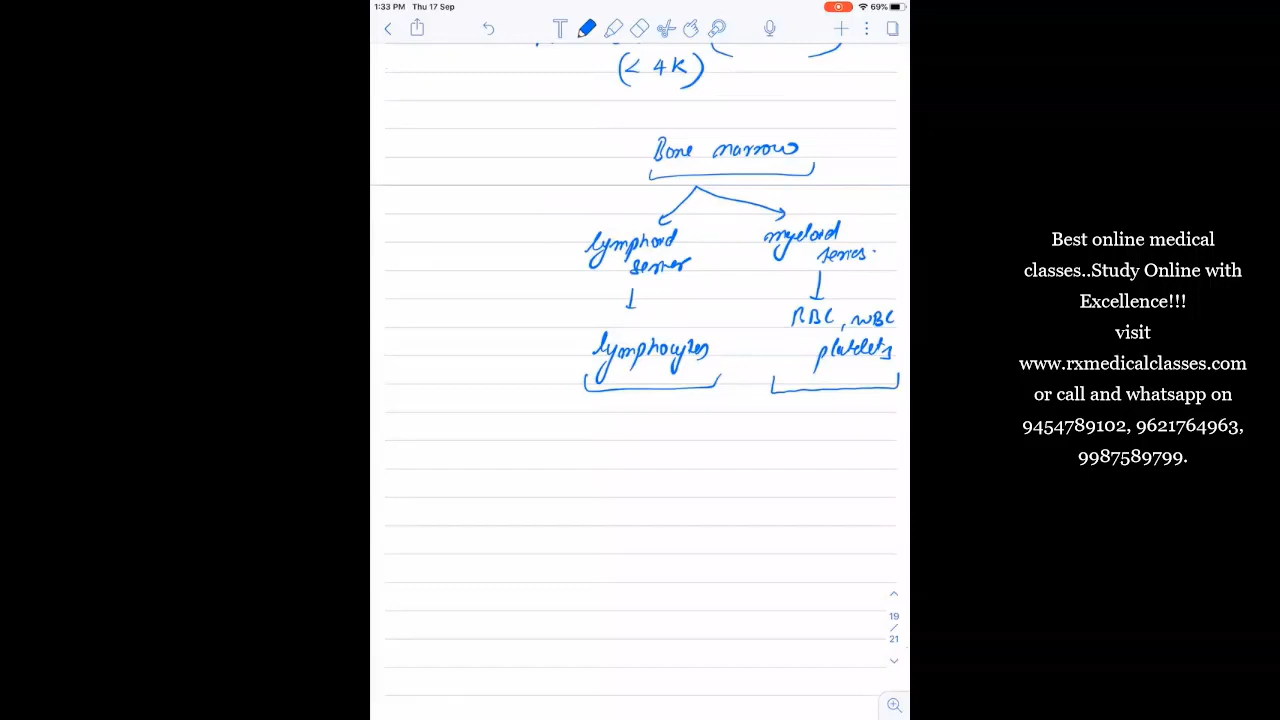 1:33 PM Thu 17 Sep
69%
(< 4K)
Bone marrow
lymphoid
series
myeloid
series.
RBC, WBC
platelets
lymphocytes
19
/
21
Best online medical
classes..Study Online with
Excellence!!!
visit
www.rxmedicalclasses.com
or call and whatsapp on
9454789102, 9621764963,
9987589799.